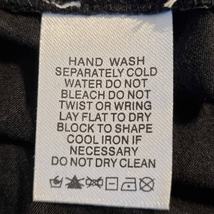 HAND WASH
SEPARATELY COLD
WATER DO NOT
BLEACH DO NOT
TWIST OR WRING
LAY FLAT TO DRY
BLOCK TO SHAPE
COOL IRON IF
NECESSARY
DO NOT DRY CLEAN